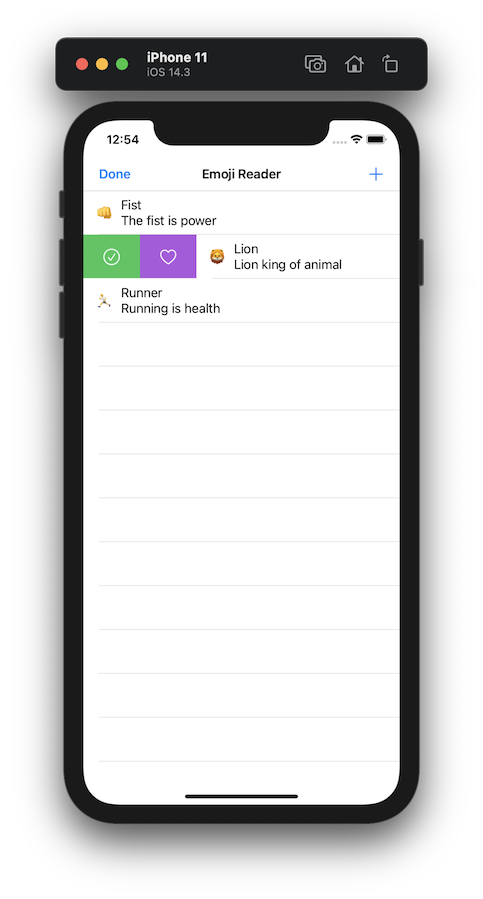 iPhone 11
iOS 14.3
12:54
Done Emoji Reader
Fist
The fist is power
Lion
Lion king of animal
Runner
Running is health